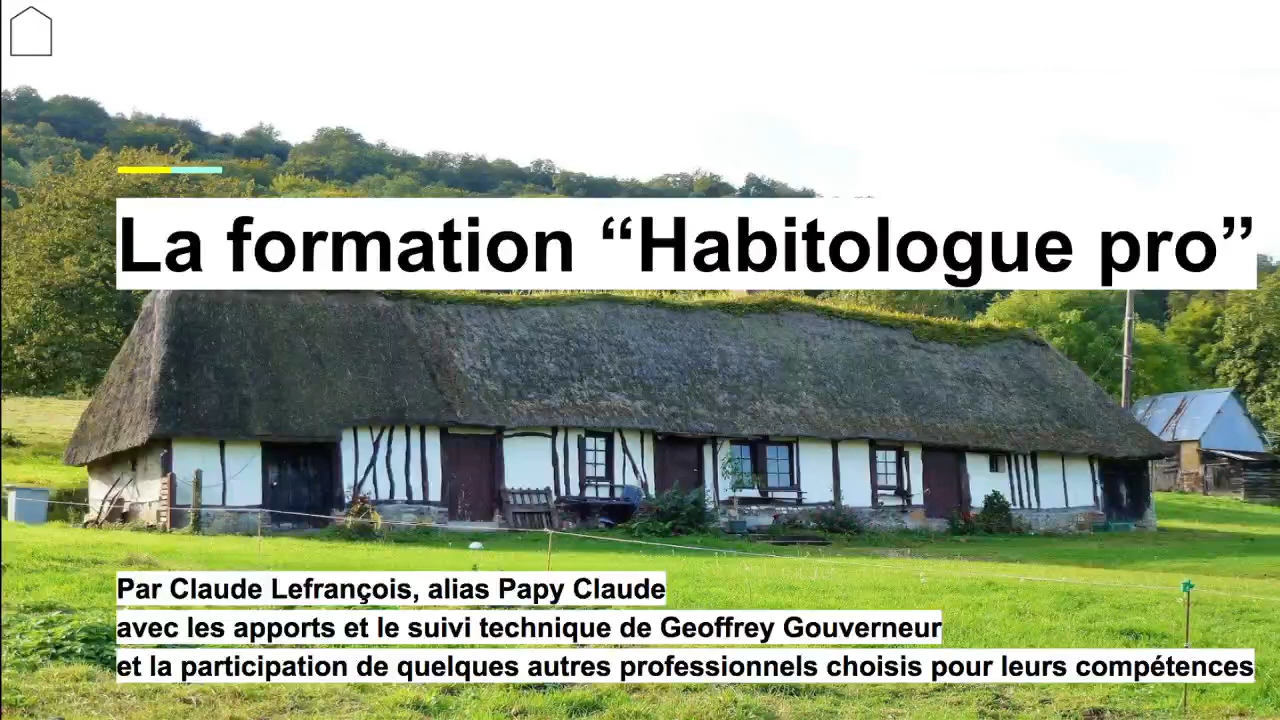 La formation “Habitologue pro”
Par Claude Lefrançois, alias Papy Claude
avec les apports et le suivi technique de Geoffrey Gouverneur
et la participation de quelques autres professionnels choisis pour leurs compétences